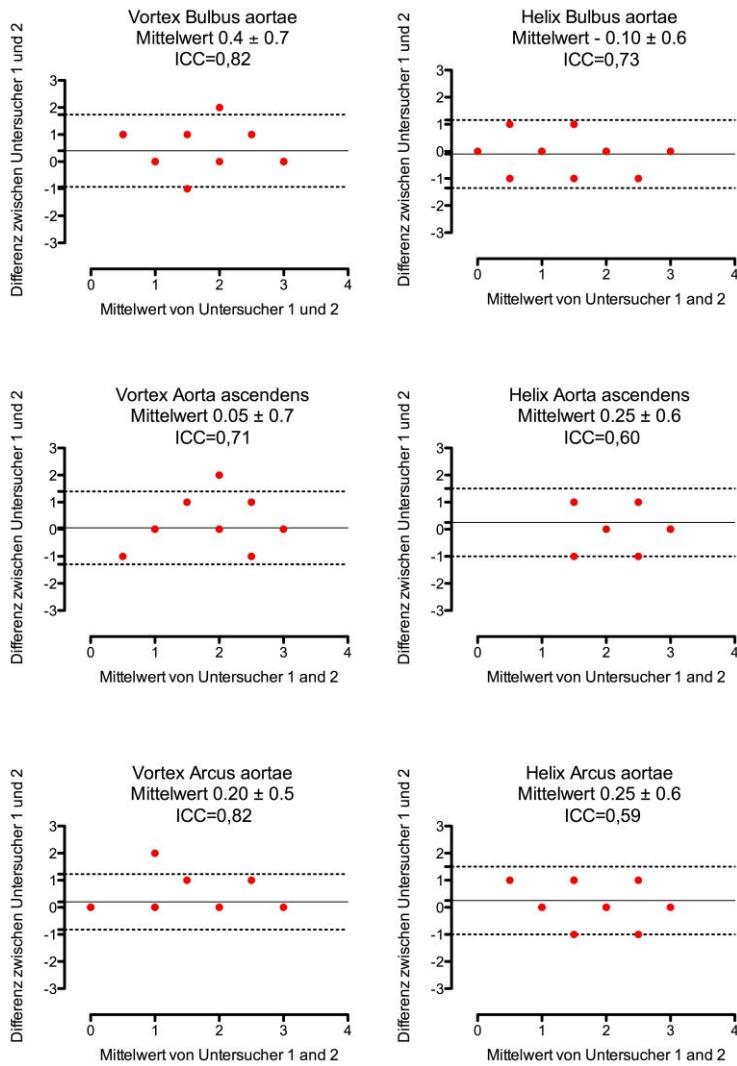 Vortex Bulbus aortae
Mittelwert 0.4 ± 0.7
ICC=0,82
Differenz zwischen Untersucher 1 und 2
3
2
1
0
-1
-2
-3
0 1 2 3 4
Mittelwert von Untersucher 1 und 2
Helix Bulbus aortae
Mittelwert - 0.10 ± 0.6
ICC=0,73
Differenz zwischen Untersucher 1 und 2
3
2
1
0
-1
-2
-3
0 1 2 3 4
Mittelwert von Untersucher 1 and 2
Vortex Aorta ascendens
Mittelwert 0.05 ± 0.7
ICC=0,71
Differenz zwischen Untersucher 1 und 2
3
2
1
0
-1
-2
-3
0 1 2 3 4
Mittelwert von Untersucher 1 and 2
Helix Aorta ascendens
Mittelwert 0.25 ± 0.6
ICC=0,60
Differenz zwischen Untersucher 1 und 2
3
2
1
0
-1
-2
-3
0 1 2 3 4
Mittelwert von Untersucher 1 and 2
Vortex Arcus aortae
Mittelwert 0.20 ± 0.5
ICC=0,82
Differenz zwischen Untersucher 1 und 2
3
2
1
0
-1
-2
-3
0 1 2 3 4
Mittelwert von Untersucher 1 and 2
Helix Arcus aortae
Mittelwert 0.25 ± 0.6
ICC=0,59
Differenz zwischen Untersucher 1 und 2
3
2
1
0
-1
-2
-3
0 1 2 3 4
Mittelwert von Untersucher 1 and 2